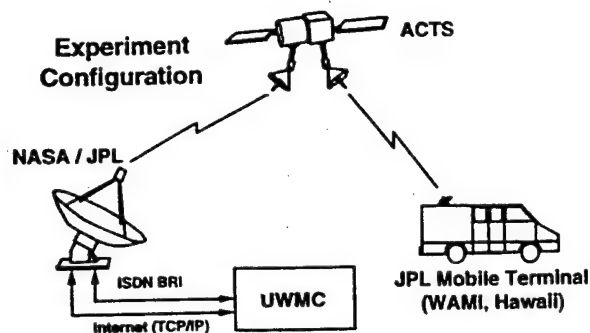 Experiment
Configuration
ACTS
NASA / JPL
ISDN BRI
Internet (TCP/IP)
UWMC
JPL Mobile Terminal
(WAMI, Hawaii)